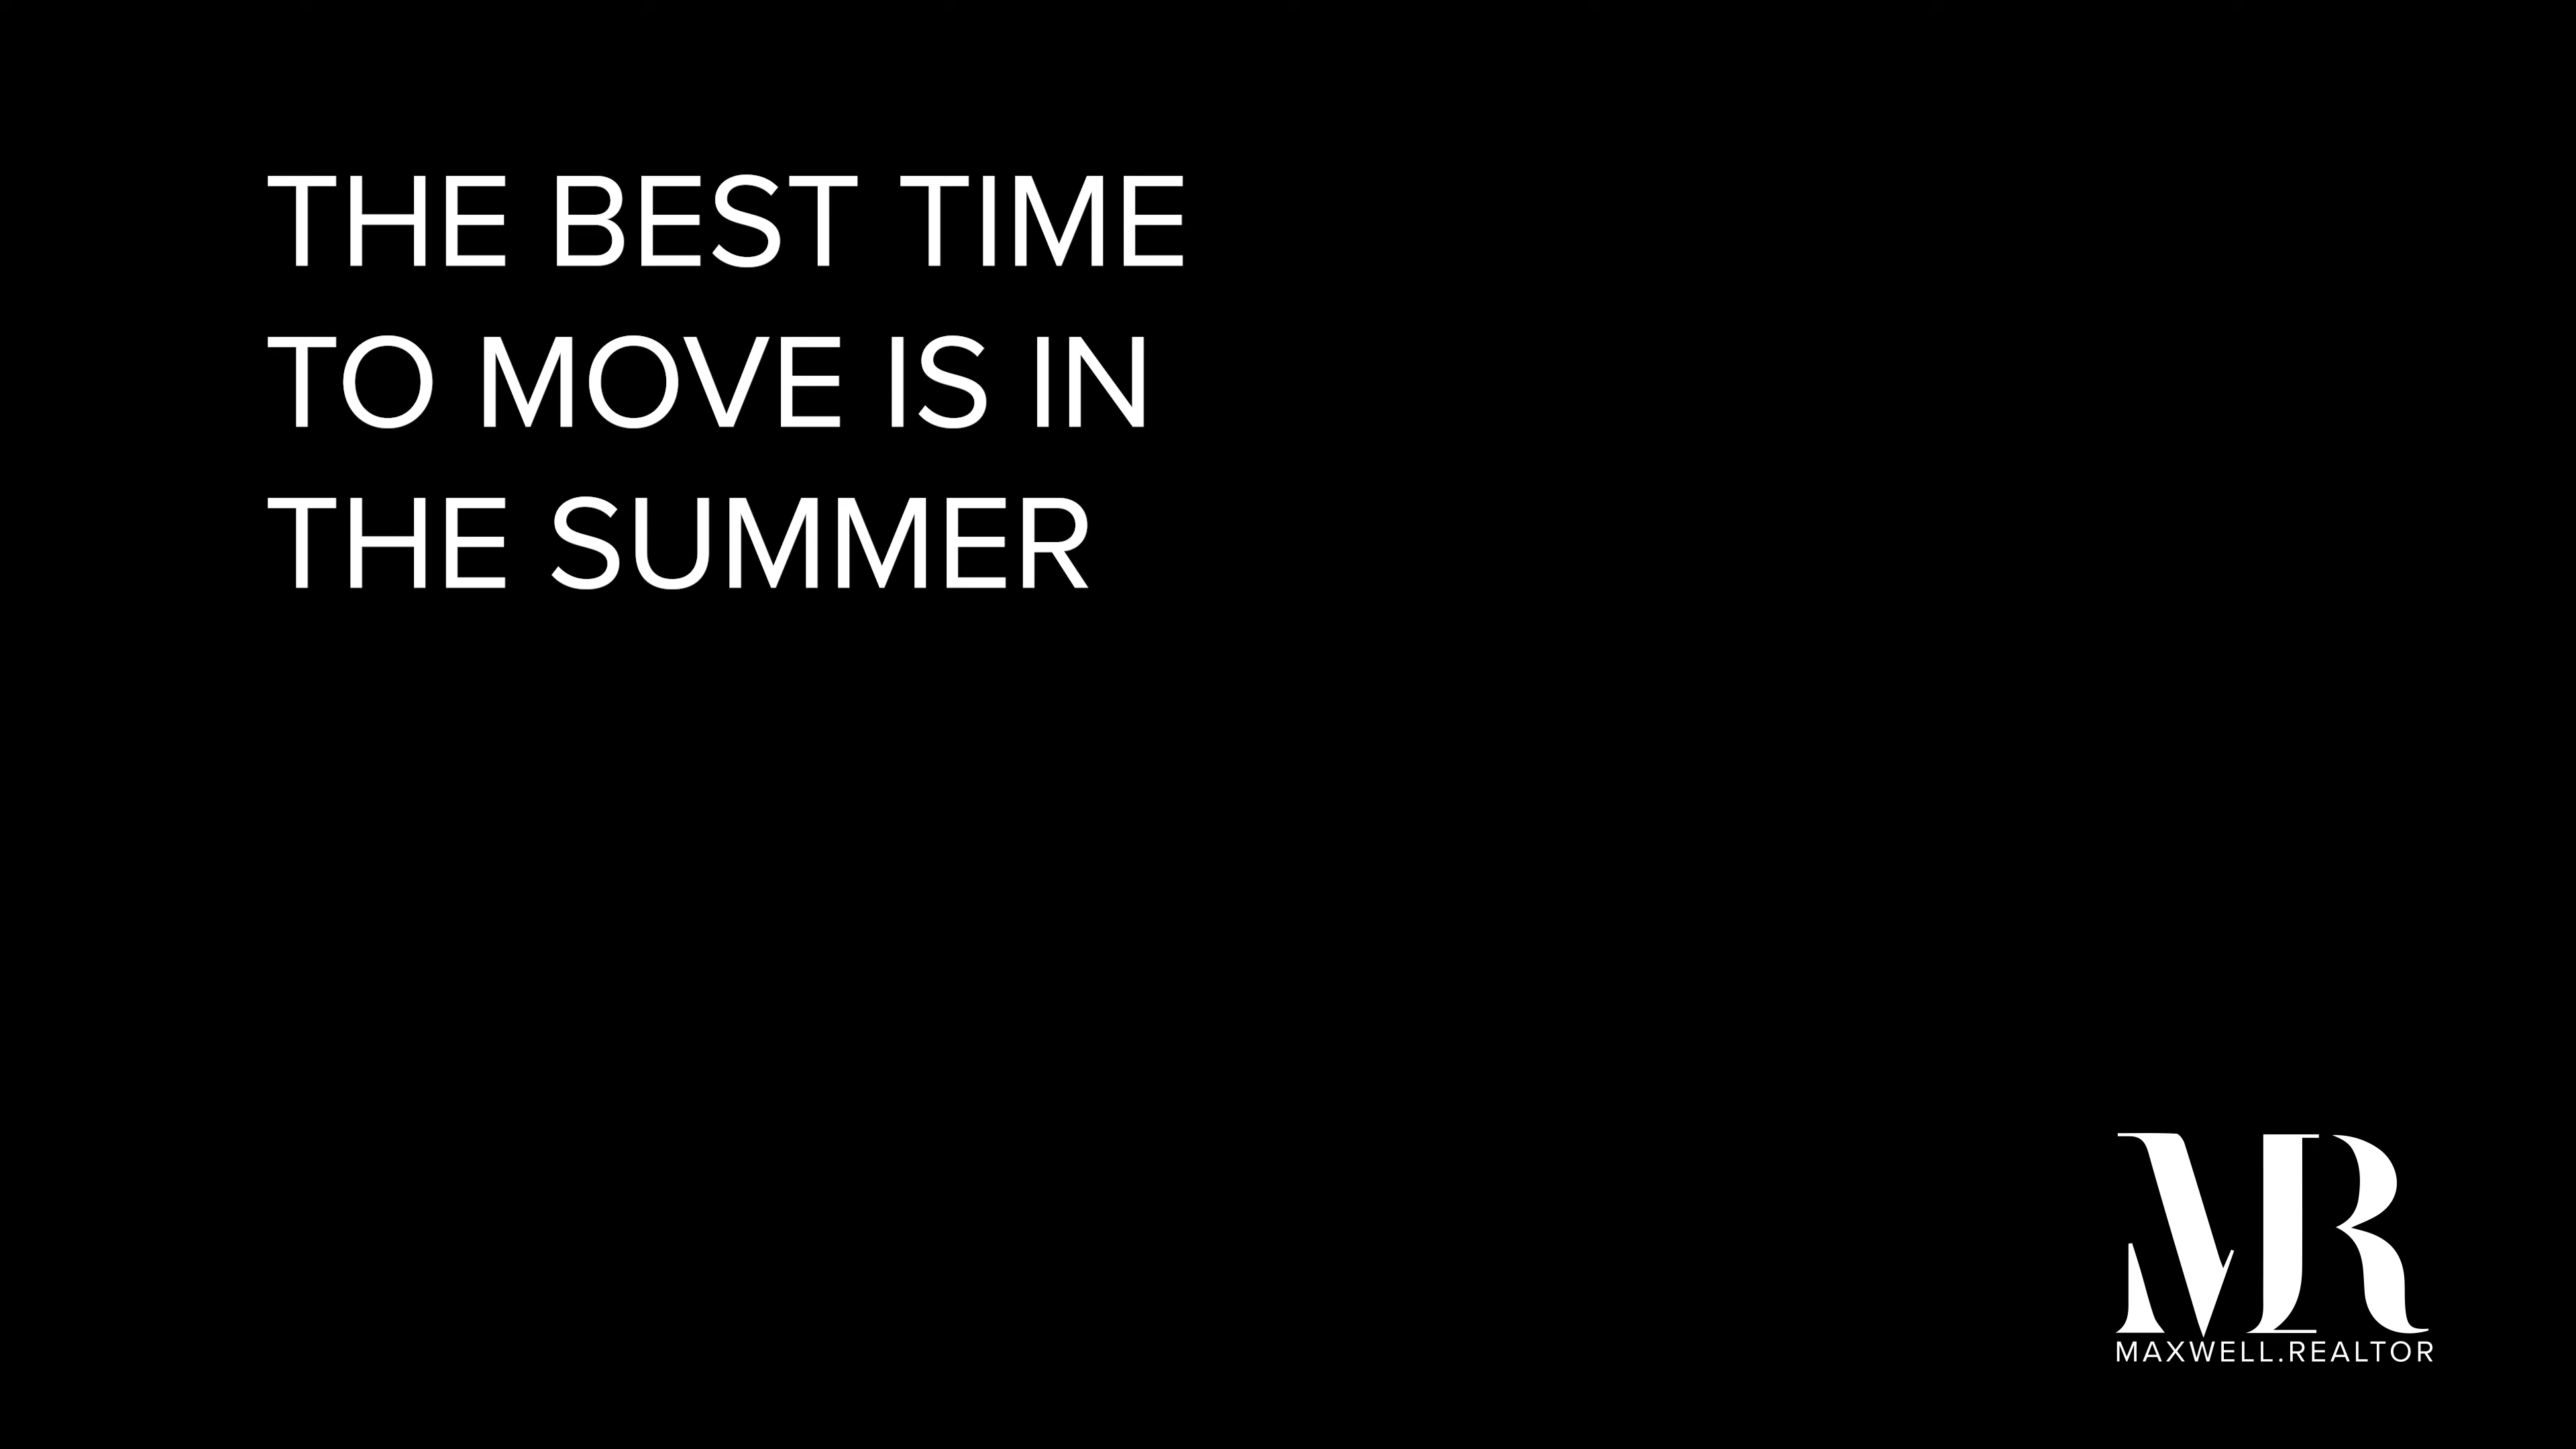 THE BEST TIME
TO MOVE IS IN
THE SUMMER
MR
MAXWELL.REALTOR